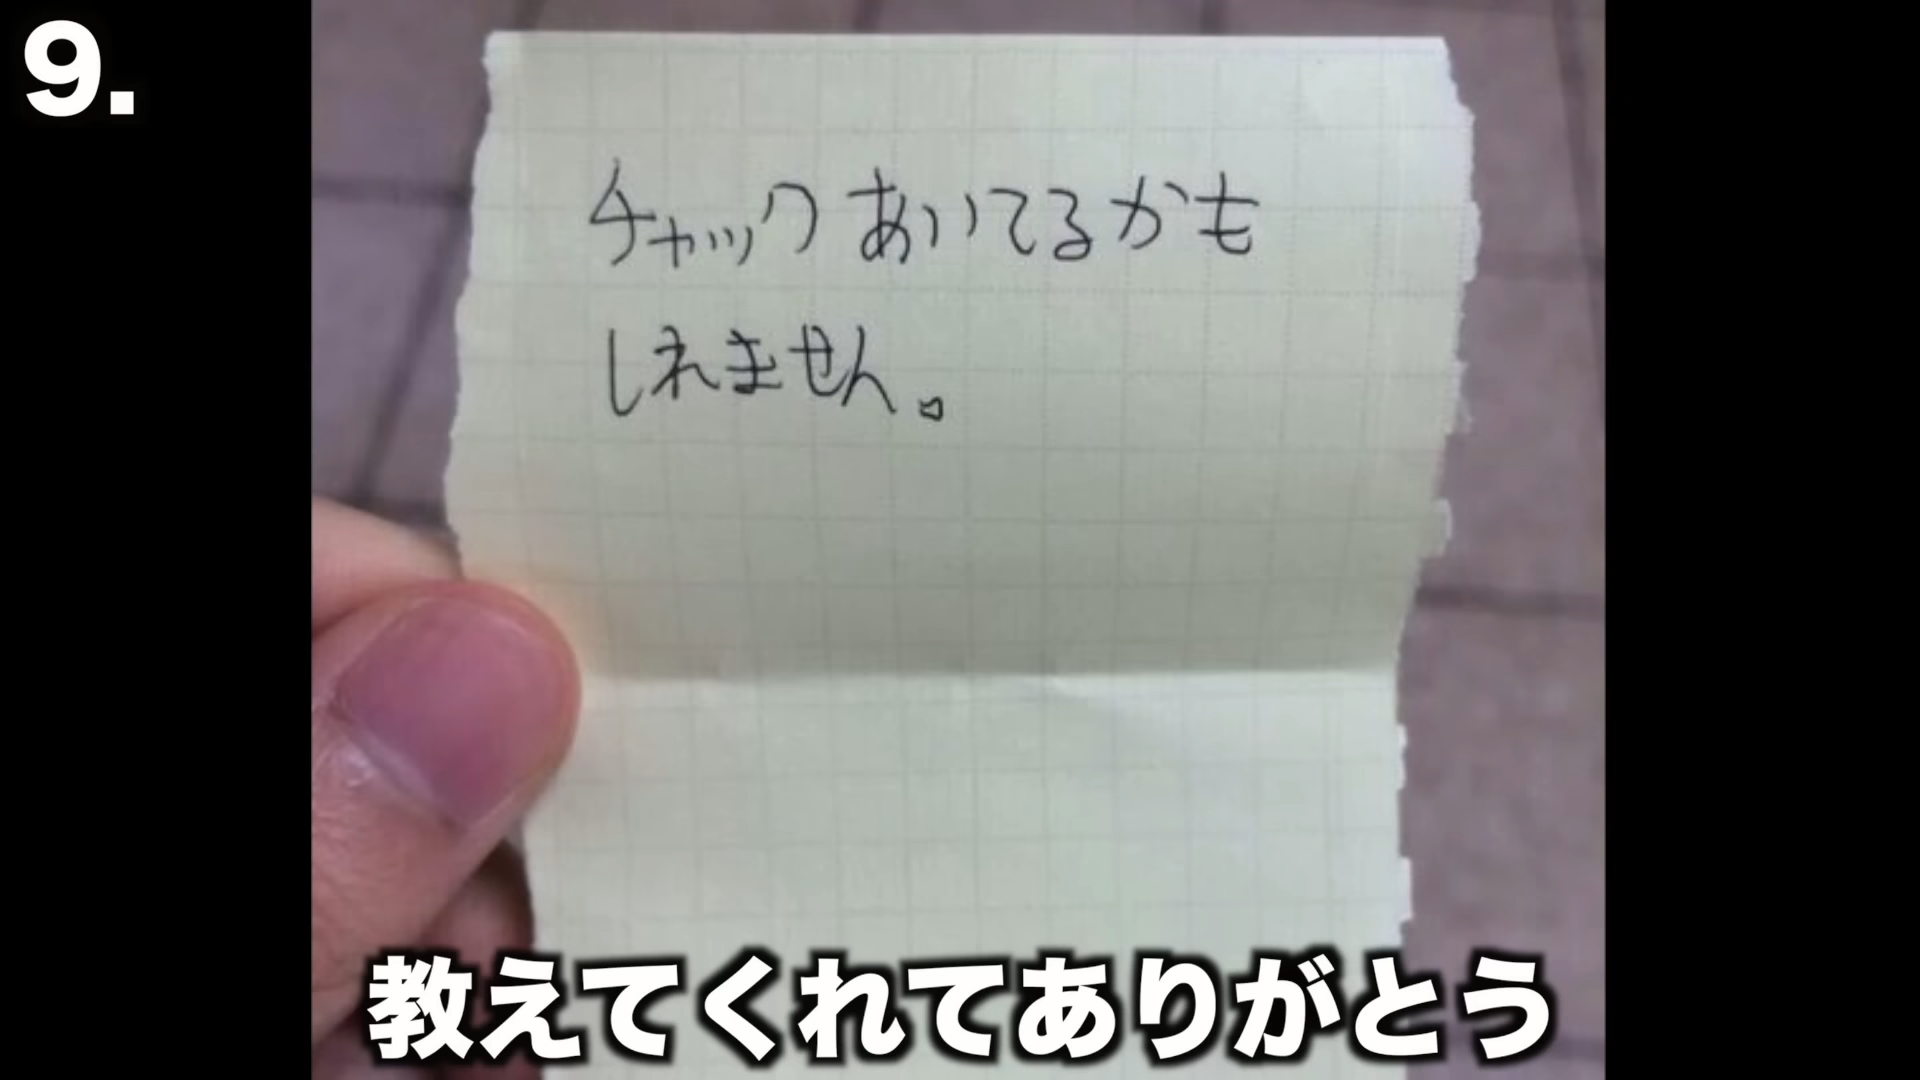 9.
チャックあいてるかも
しれません。
教えてくれてありがとう